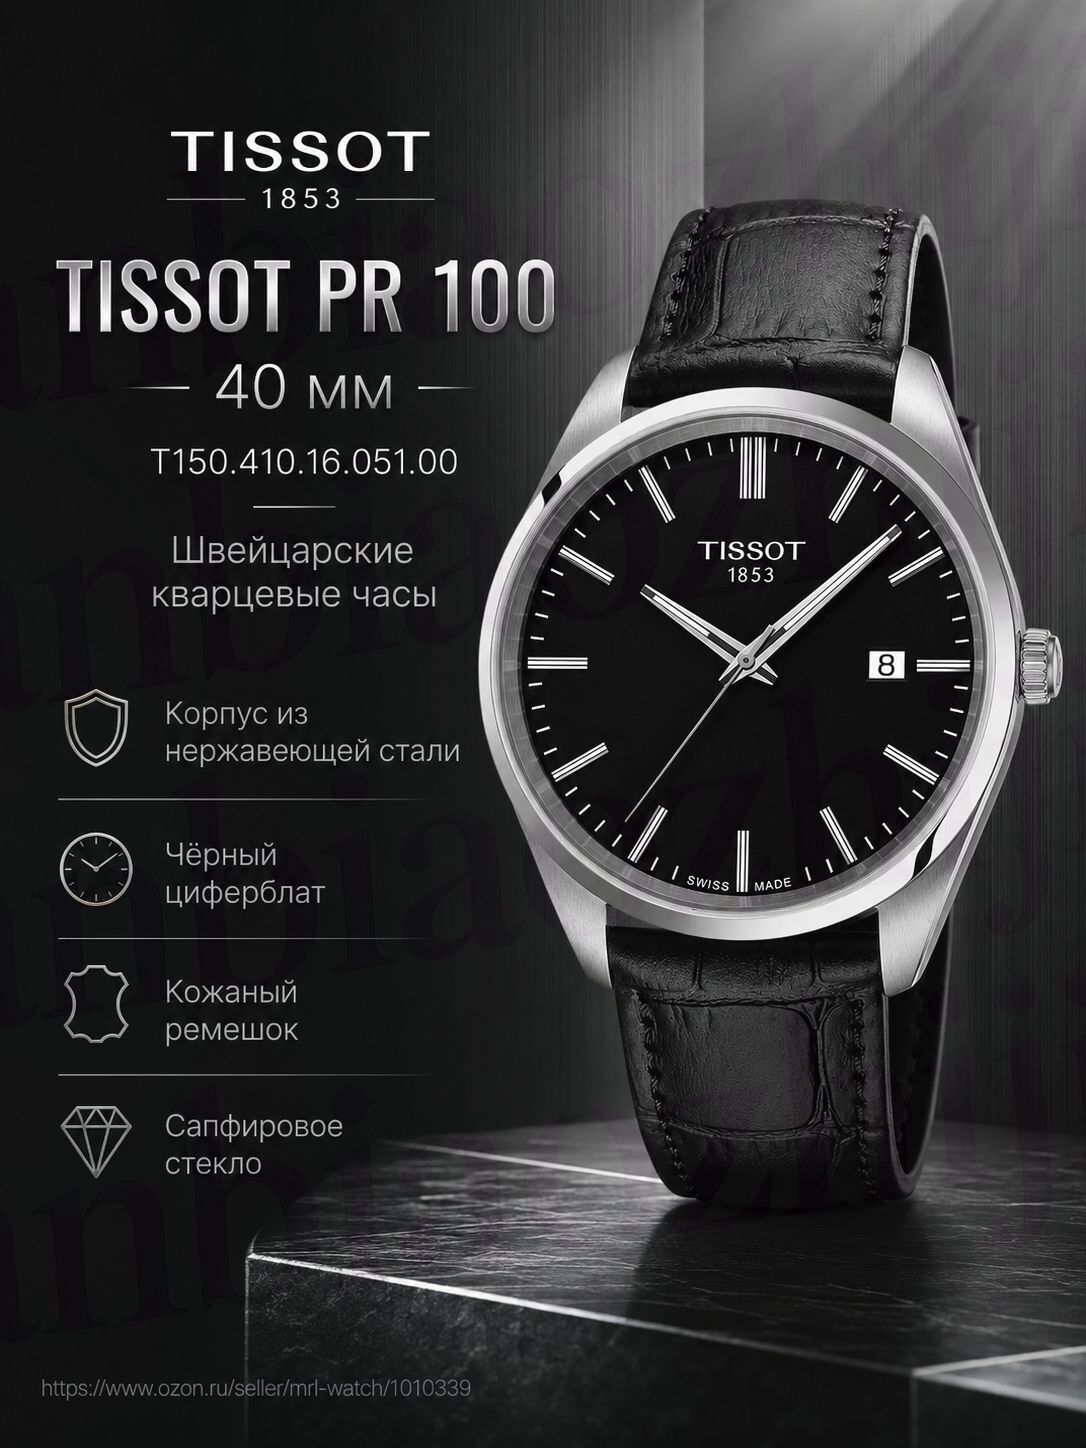 TISSOT
1853
TISSOT PR 100
40 мм
T150.410.16.051.00
Швейцарские
кварцевые часы
Корпус из
нержавеющей стали
Чёрный
циферблат
Кожаный
ремешок
Сапфировое
стекло
TISSOT
1853
8
SWISS MADE
https://www.ozon.ru/seller/mrl-watch/1010339